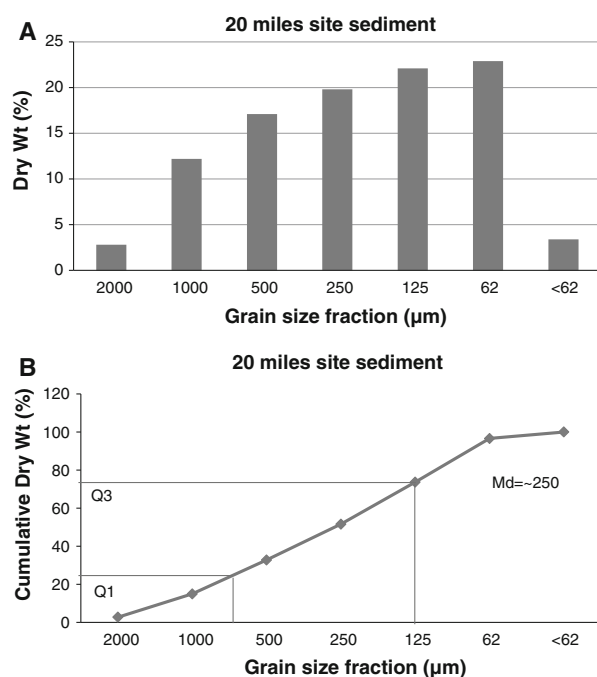 A
20 miles site sediment
Dry Wt (%)
25
20
15
10
5
0
2000 1000 500 250 125 62 <62
Grain size fraction (µm)
B
20 miles site sediment
Cumulative Dry Wt (%)
120
100
80
60
40
20
0
Q3
Q1
Md=~250
2000 1000 500 250 125 62 <62
Grain size fraction (µm)